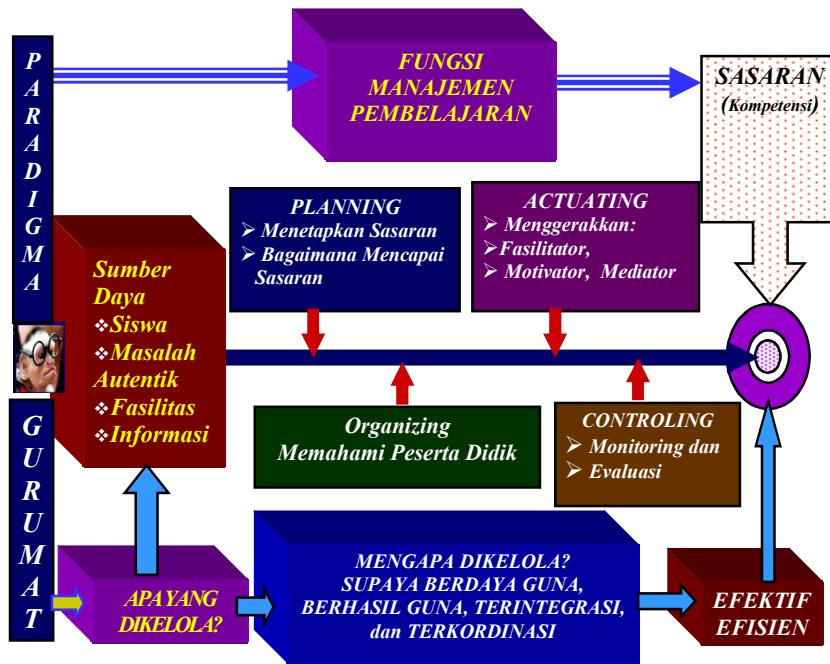 PARADIGMA
FUNGSI
MANAJEMEN
PEMBELAJARAN
SASARAN
(Kompetensi)
PLANNING
➢ Menetapkan Sasaran
➢ Bagaimana Mencapai
Sasaran
ACTUATING
➢ Menggerakkan:
➢Fasilitator,
➢ Motivator, Mediator
Sumber
Daya
❖Siswa
❖Masalah
Autentik
❖Fasilitas
❖Informasi
Organizing
Memahami Peserta Didik
CONTROLING
➢ Monitoring dan
➢ Evaluasi
GURUMAT
APA YANG
DIKELOLA?
MENGAPA DIKELOLA?
SUPAYA BERDAYA GUNA,
BERHASIL GUNA, TERINTEGRASI,
dan TERKORDINASI
EFEKTIF
EFISIEN